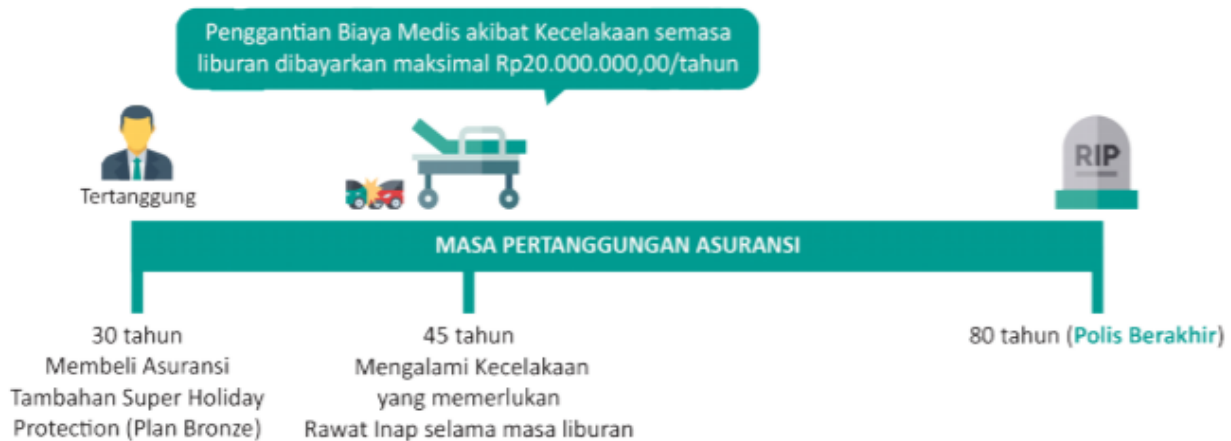 Penggantian Biaya Medis akibat Kecelakaan semasa
liburan dibayarkan maksimal Rp20.000.000,00/tahun
RIP
Tertanggung
MASA PERTANGGUNGAN ASURANSI
30 tahun
Membeli Asuransi
Tambahan Super Holiday
Protection (Plan Bronze)
45 tahun
Mengalami Kecelakaan
yang memerlukan
Rawat Inap selama masa liburan
80 tahun (Polis Berakhir)